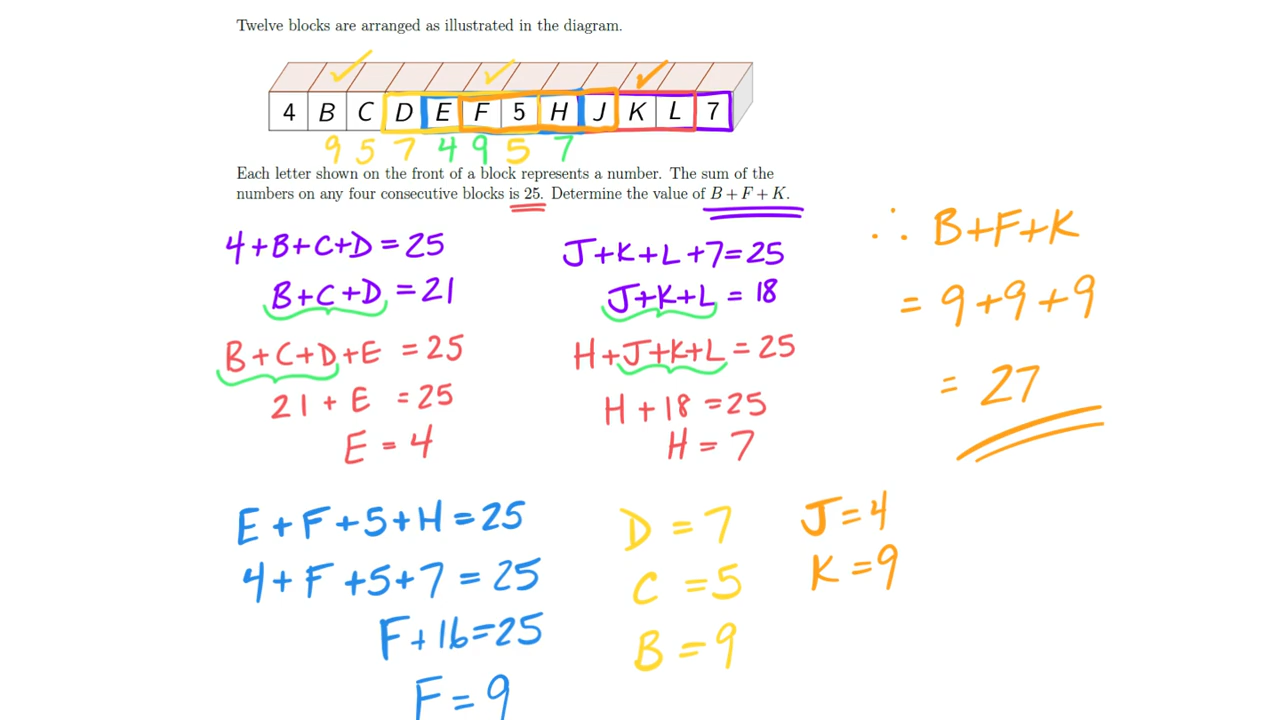 Twelve blocks are arranged as illustrated in the diagram.
4 B C D E F 5 H J K L 7
9 5 7 4 9 5 7
Each letter shown on the front of a block represents a number. The sum of the
numbers on any four consecutive blocks is 25. Determine the value of B + F + K.
4+B+C+D=25
B+C+D = 21
B+C+D+E = 25
21 + E = 25
E = 4
J+K+L+7=25
J+K+L = 18
H+J+K+L = 25
H + 18 = 25
H = 7
∴ B+F+K
= 9+9+9
= 27
E + F + 5 + H = 25
4 + F + 5 + 7 = 25
F + 16 = 25
F = 9
D = 7
C = 5
B = 9
J = 4
K = 9